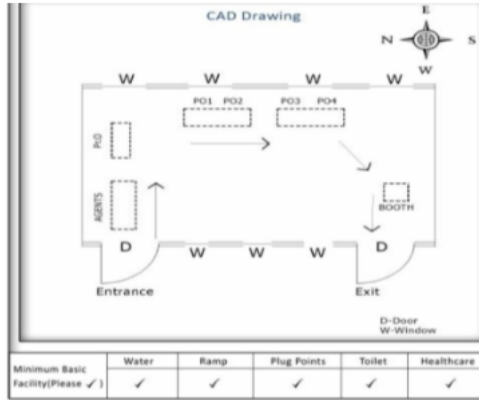 CAD Drawing
E
N S
W
W W W W
PO1 PO2 PO3 PO4
PLO
AGENTS
BOOTH
D D
W W W
Entrance Exit
D-Door
W-Window
Minimum Basic Facility(Please ✓) Water Ramp Plug Points Toilet Healthcare
✓ ✓ ✓ ✓ ✓